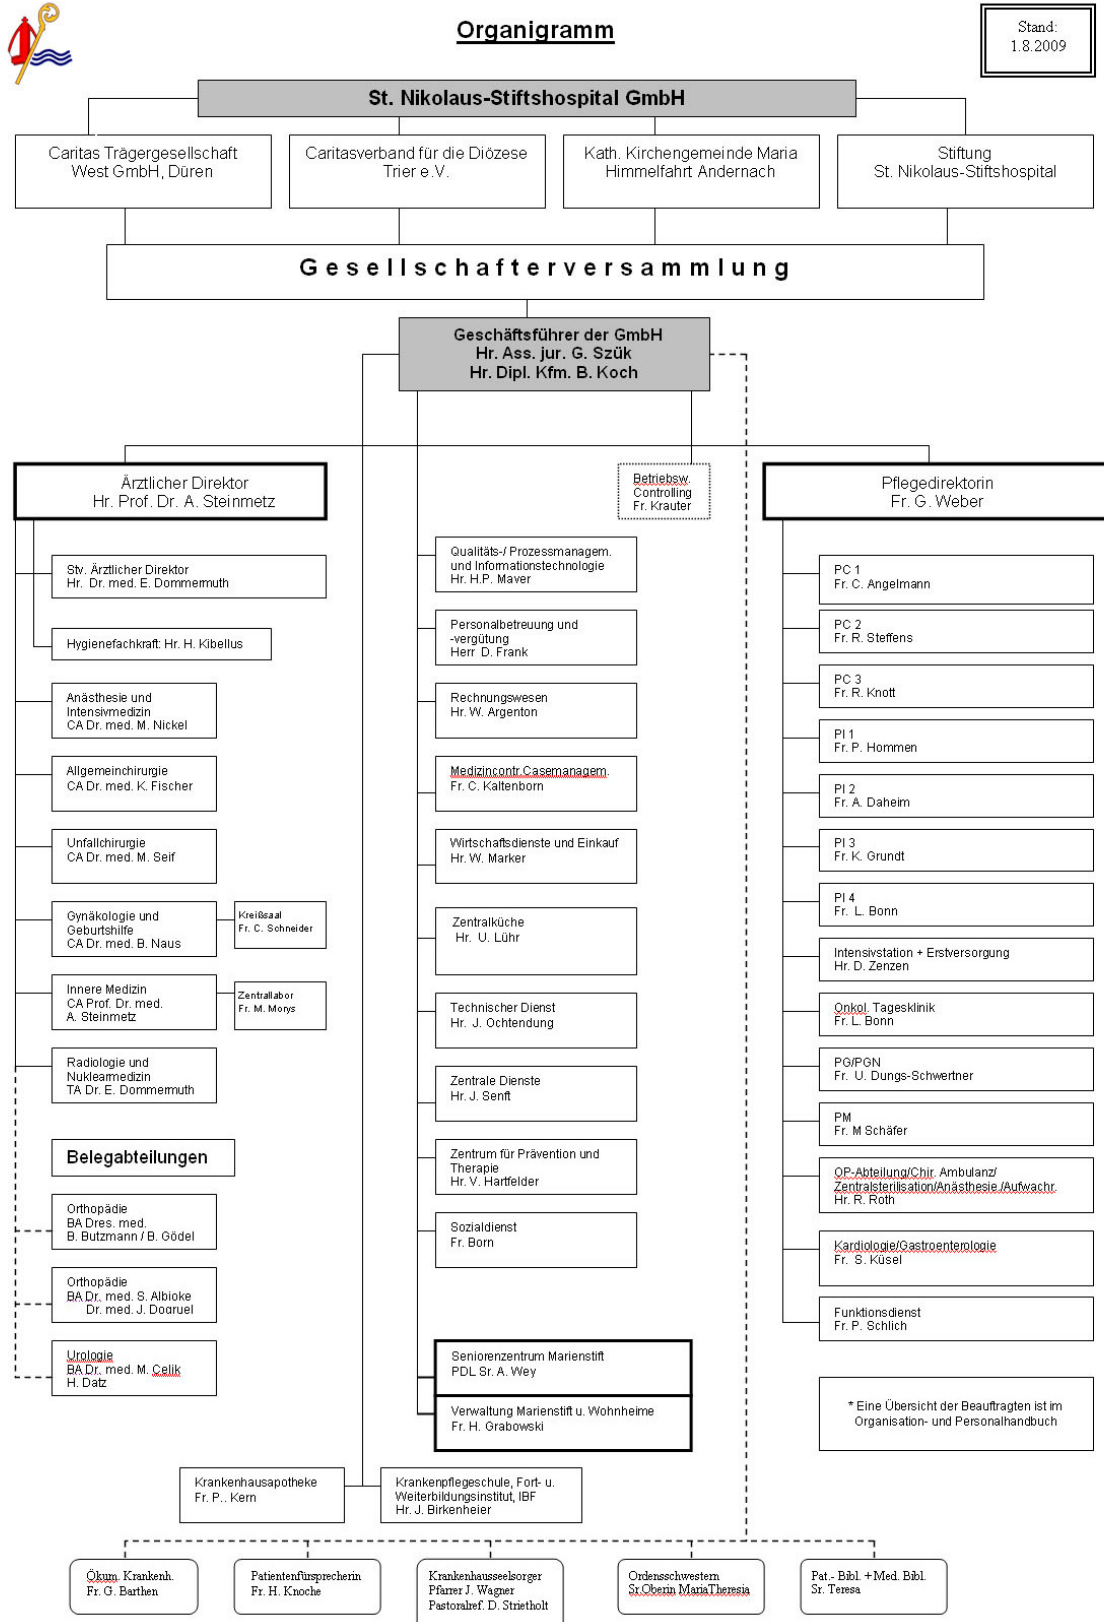 Organigramm
Stand:
1.8.2009
St. Nikolaus-Stiftshospital GmbH
Caritas Trägergesellschaft
West GmbH, Düren
Caritasverband für die Diözese
Trier e.V.
Kath. Kirchengemeinde Maria
Himmelfahrt Andernach
Stiftung
St. Nikolaus-Stiftshospital
Gesellschafterversammlung
Geschäftsführer der GmbH
Hr. Ass. jur. G. Szük
Hr. Dipl. Kfm. B. Koch
Ärztlicher Direktor
Hr. Prof. Dr. A. Steinmetz
Betriebsw.
Controlling
Fr. Krauter
Pflegedirektorin
Fr. G. Weber
Stv. Ärztlicher Direktor
Hr. Dr. med. E. Dommermuth
Hygienefachkraft: Hr. H. Kibellus
Anästhesie und
Intensivmedizin
CA Dr. med. M. Nickel
Allgemeinchirurgie
CA Dr. med. K. Fischer
Unfallchirurgie
CA Dr. med. M. Seif
Gynäkologie und
Geburtshilfe
CA Dr. med. B. Naus
Kreißsaal
Fr. C. Schneider
Innere Medizin
CA Prof. Dr. med.
A. Steinmetz
Zentrallabor
Fr. M. Morys
Radiologie und
Nuklearmedizin
TA Dr. E. Dommermuth
Belegabteilungen
Orthopädie
BA Dres. med.
B. Butzmann / B. Gödel
Orthopädie
BA Dr. med. S. Albioke
Dr. med. J. Dogruel
Urologie
BA Dr. med. M. Celik
H. Datz
Qualitäts-/ Prozessmanagem.
und Informationstechnologie
Hr. H.P. Maver
Personalbetreuung und
-vergütung
Herr D. Frank
Rechnungswesen
Hr. W. Argenton
Medizincontr.Casemanagem.
Fr. C. Kaltenborn
Wirtschaftsdienste und Einkauf
Hr. W. Marker
Zentralküche
Hr. U. Lühr
Technischer Dienst
Hr. J. Ochtendung
Zentrale Dienste
Hr. J. Senft
Zentrum für Prävention und
Therapie
Hr. V. Hartfelder
Sozialdienst
Fr. Born
Seniorenzentrum Marienstift
PDL Sr. A. Wey
Verwaltung Marienstift u. Wohnheime
Fr. H. Grabowski
PC 1
Fr. C. Angelmann
PC 2
Fr. R. Steffens
PC 3
Fr. R. Knott
PI 1
Fr. P. Hommen
PI 2
Fr. A. Daheim
PI 3
Fr. K. Grundt
PI 4
Fr. L. Bonn
Intensivstation + Erstversorgung
Hr. D. Zenzen
Onkol. Tagesklinik
Fr. L. Bonn
PG/PGN
Fr. U. Dungs-Schwertner
PM
Fr. M Schäfer
OP-Abteilung/Chir. Ambulanz/
Zentralsterilisation/Anästhesie./Aufwachr.
Hr. R. Roth
Kardiologie/Gastroenterologie
Fr. S. Küsel
Funktionsdienst
Fr. P. Schlich
* Eine Übersicht der Beauftragten ist im
Organisation- und Personalhandbuch
Krankenhausapotheke
Fr. P.. Kern
Krankenpflegeschule, Fort- u.
Weiterbildungsinstitut, IBF
Hr. J. Birkenheier
Ökum. Krankenh.
Fr. G. Barthen
Patientenfürsprecherin
Fr. H. Knoche
Krankenhausseelsorger
Pfarrer J. Wagner
Pastoralref. D. Strietholt
Ordensschwestern
Sr.Oberin MariaTheresia
Pat.- Bibl. +Med. Bibl.
Sr. Teresa